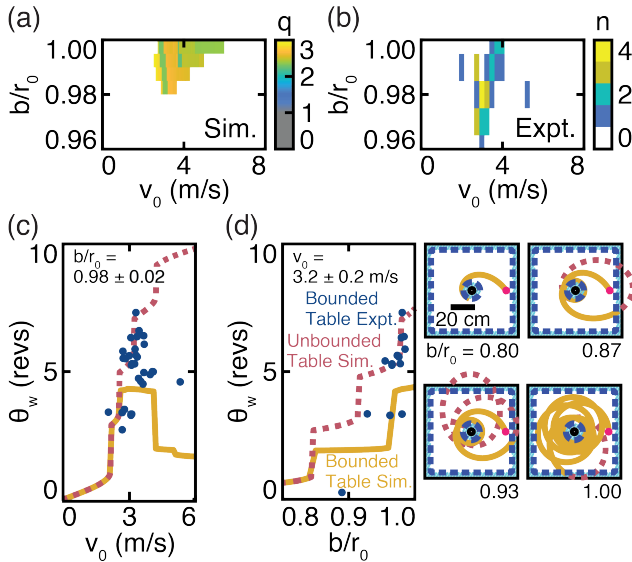 (a)
q
1.00
0.98
0.96
b/r0
Sim.
0
4
8
v0 (m/s)
3
2
1
0
(b)
n
1.00
0.98
0.96
b/r0
Expt.
0
4
8
v0 (m/s)
4
2
0
(c)
10
5
0
θw (revs)
b/r0 =
0.98 ± 0.02
0
3
6
v0 (m/s)
(d)
10
5
0
θw (revs)
v0 =
3.2 ± 0.2 m/s
Bounded
Table Expt.
Unbounded
Table Sim.
Bounded
Table Sim.
0.8
0.9
1.0
b/r0
20 cm
b/r0 = 0.80
0.87
0.93
1.00